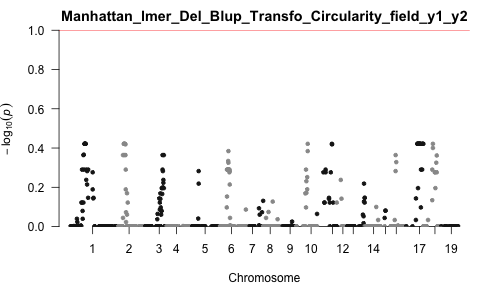 Manhattan_Imer_Del_Blup_Transfo_Circularity_field_y1_y2
1.0
0.8
0.6
0.4
0.2
0.0
− log10(p)
1 2 3 4 5 6 7 8 9 10 12 14 17 19
Chromosome